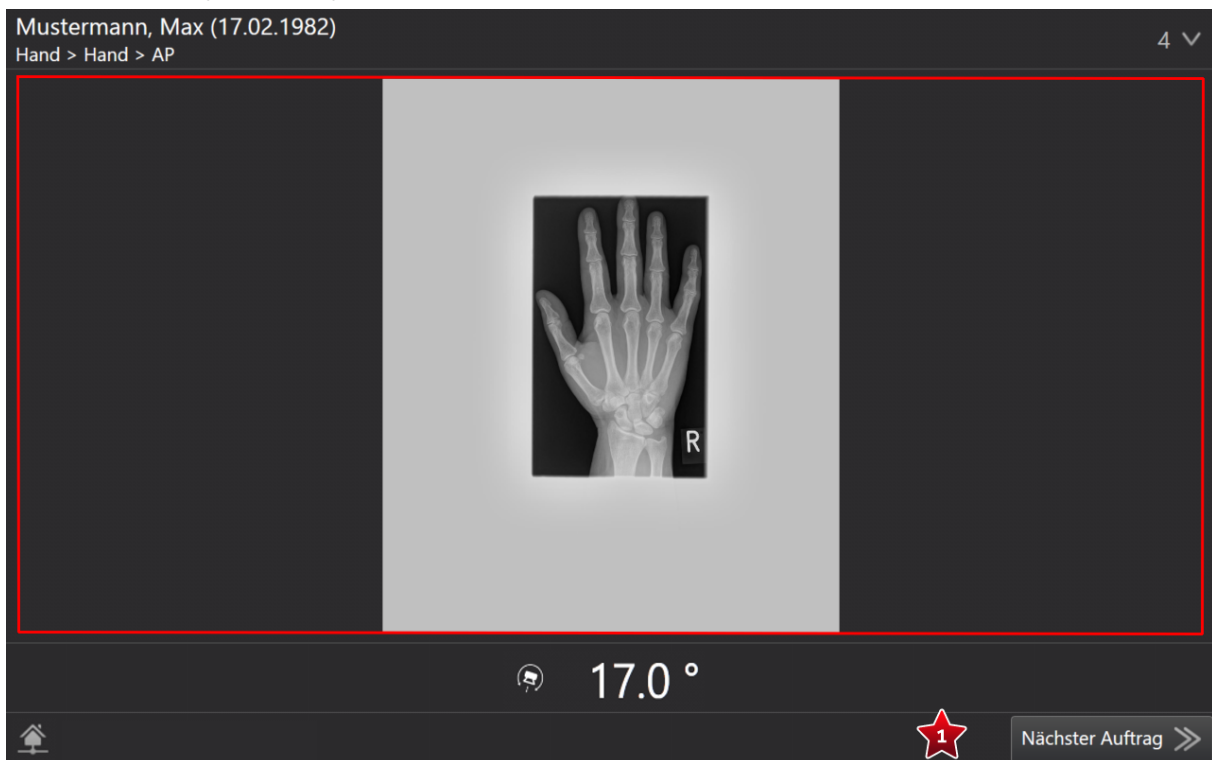 Mustermann, Max (17.02.1982)
4
Hand > Hand > AP
R
17.0 °
1
Nächster Auftrag